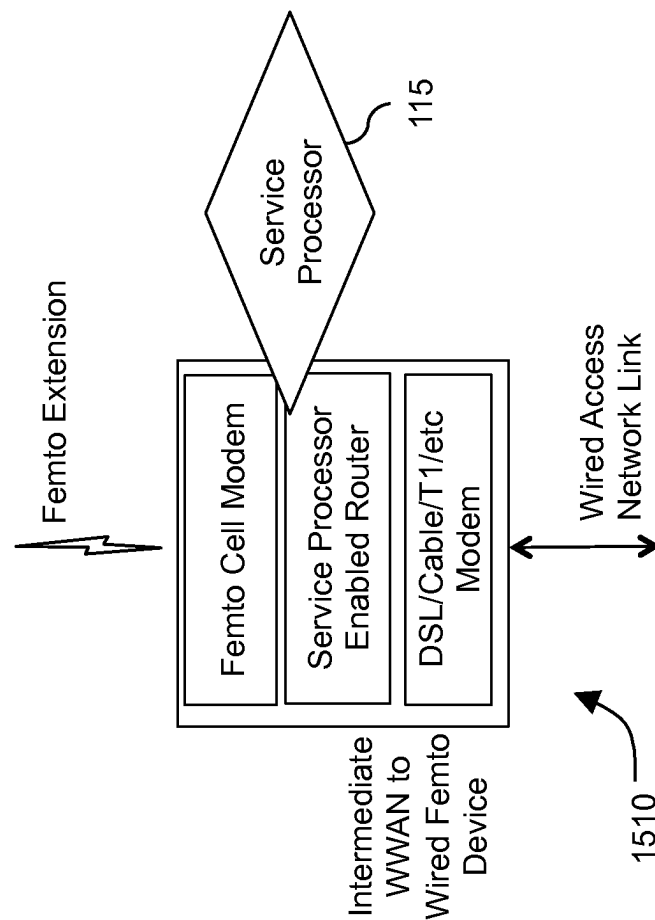 Femto Extension
Femto Cell Modem
Service Processor
Enabled Router
DSL/Cable/T1/etc
Modem
Service
Processor
115
Intermediate
WWAN to
Wired Femto
Device
Wired Access
Network Link
1510